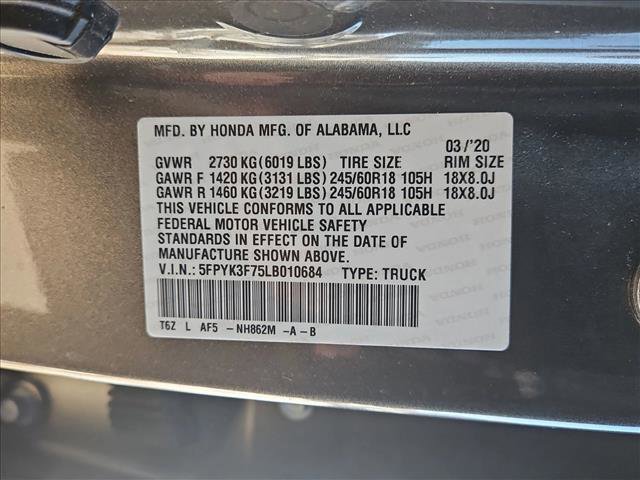 MFD. BY HONDA MFG. OF ALABAMA, LLC
03/'20
GVWR 2730 KG(6019 LBS) TIRE SIZE RIM SIZE
GAWR F 1420 KG(3131 LBS) 245/60R18 105H 18X8.0J
GAWR R 1460 KG(3219 LBS) 245/60R18 105H 18X8.0J
THIS VEHICLE CONFORMS TO ALL APPLICABLE
FEDERAL MOTOR VEHICLE SAFETY
STANDARDS IN EFFECT ON THE DATE OF
MANUFACTURE SHOWN ABOVE.
V.I.N.: 5FPYK3F75LB010684 TYPE: TRUCK
T6Z L AF5 -NH862M -A -B